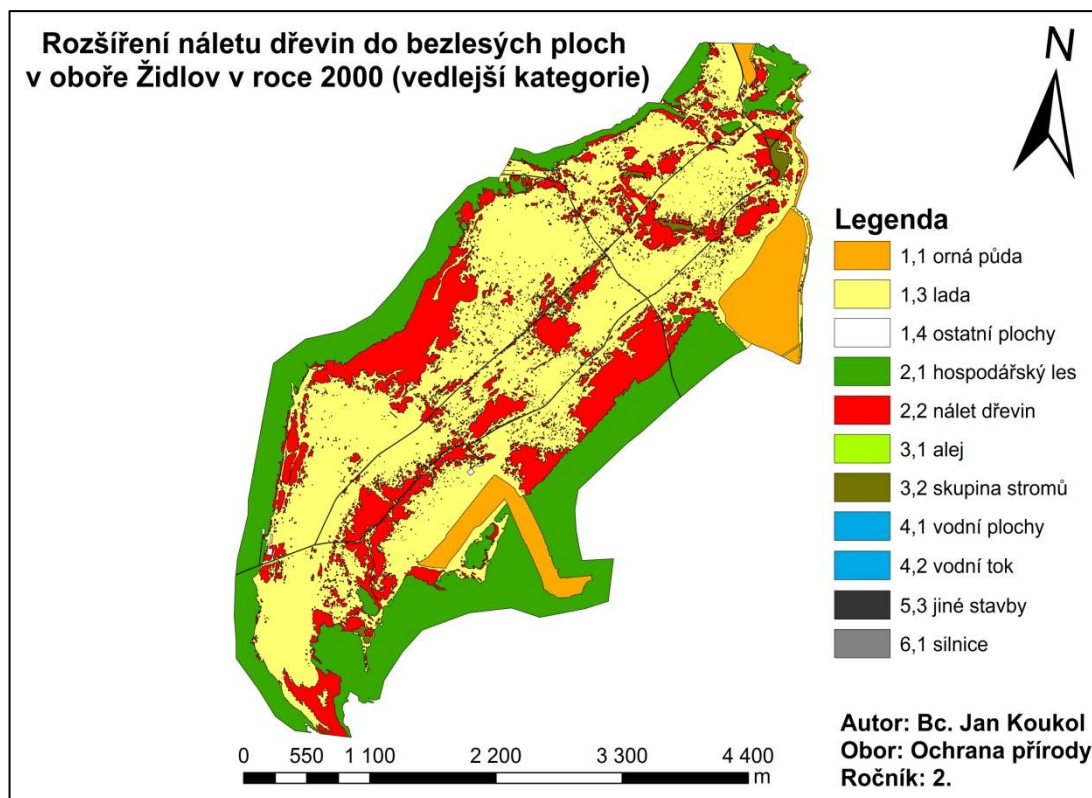 Rozšíření náletu dřevin do bezlesých ploch
v oboře Židlov v roce 2000 (vedlejší kategorie)
N
Legenda
1,1 orná půda
1,3 lada
1,4 ostatní plochy
2,1 hospodářský les
2,2 nálet dřevin
3,1 alej
3,2 skupina stromů
4,1 vodní plochy
4,2 vodní tok
5,3 jiné stavby
6,1 silnice
0 550 1 100 2 200 3 300 4 400
m
Autor: Bc. Jan Koukol
Obor: Ochrana přírody
Ročník: 2.